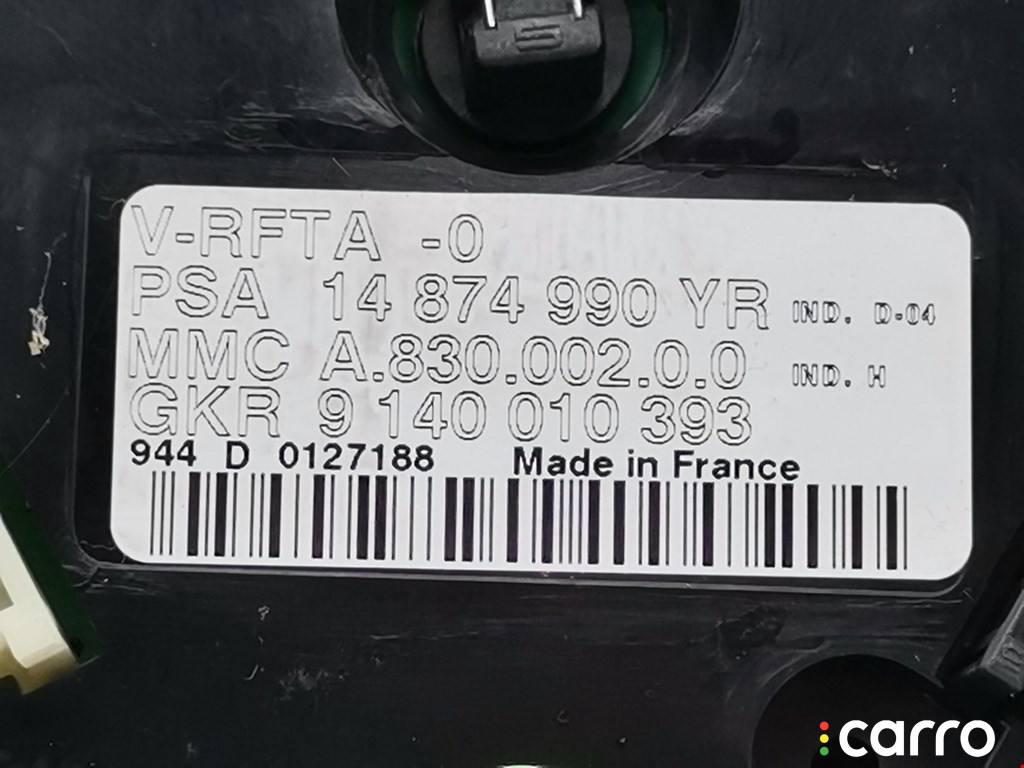 5
V-RFTA -0
PSA 14 874 990 YR IND. D-04
MMC A.830.002.0.0 IND. H
GKR 9 140 010 393
944 D 0127188 Made in France
carro